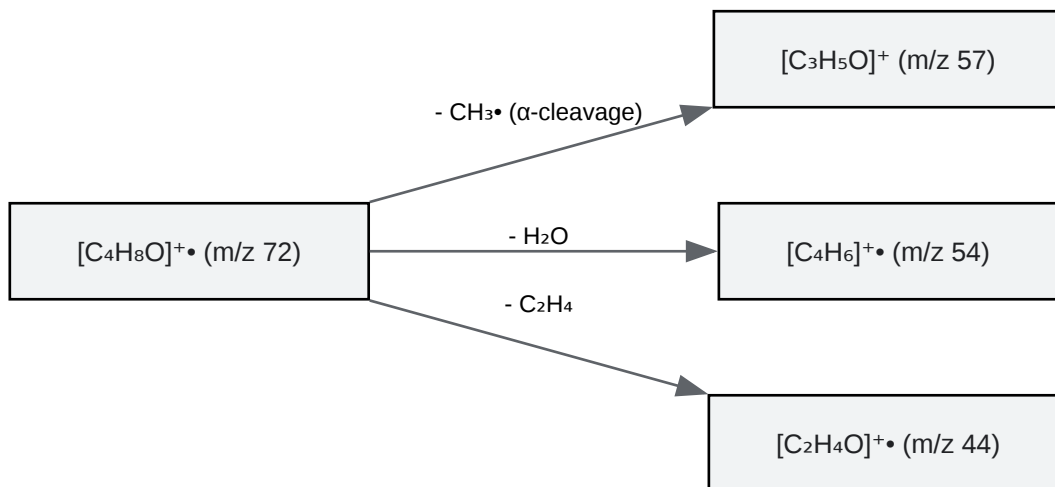 [C₃H₅O]⁺ (m/z 57)
- CH₃• (α-cleavage)
[C₄H₈O]⁺• (m/z 72)
- H₂O
[C₄H₆]⁺• (m/z 54)
- C₂H₄
[C₂H₄O]⁺• (m/z 44)